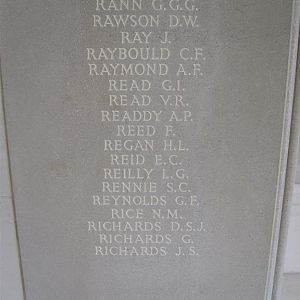 RANN G.G.G.
RAWSON D.W.
RAY J.
RAYBOULD C.F.
RAYMOND A.F.
READ G.I.
READ V.R.
READDY A.P.
REED F.
REGAN H.L.
REID E.C.
REILLY L.G.
RENNIE S.C.
REYNOLDS G.F.
RICE N.M.
RICHARDS D.S.J.
RICHARDS G.
RICHARDS J.S.